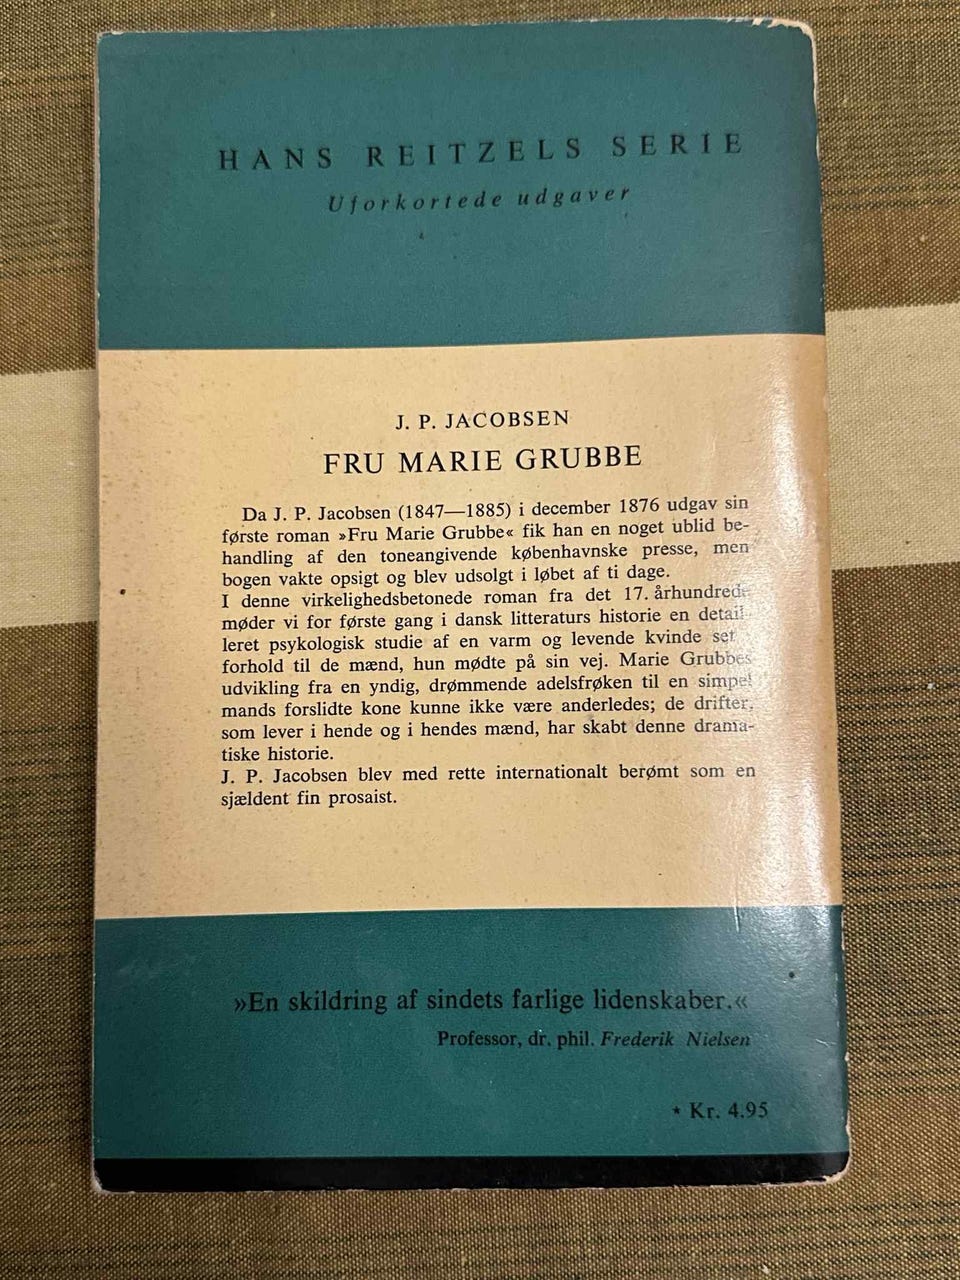 HANS REITZELS SERIE
Uforkortede udgaver
J. P. JACOBSEN
FRU MARIE GRUBBE
Da J. P. Jacobsen (1847—1885) i december 1876 udgav sin
første roman »Fru Marie Grubbe« fik han en noget ublid be-
handling af den toneangivende københavnske presse, men
bogen vakte opsigt og blev udsolgt i løbet af ti dage.
I denne virkelighedsbetonede roman fra det 17. århundrede
møder vi for første gang i dansk litteraturs historie en detail-
leret psykologisk studie af en varm og levende kvinde set
forhold til de mænd, hun mødte på sin vej. Marie Grubbes
udvikling fra en yndig, drømmende adelsfrøken til en simpel
mands forslidte kone kunne ikke være anderledes; de drifter,
som lever i hende og i hendes mænd, har skabt denne drama-
tiske historie.
J. P. Jacobsen blev med rette internationalt berømt som en
sjældent fin prosaist.
»En skildring af sindets farlige lidenskaber.«
Professor, dr. phil. Frederik Nielsen
* Kr. 4.95